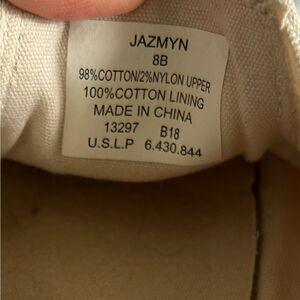 JAZMYN
8B
98%COTTON/2%NYLON UPPER
100%COTTON LINING
MADE IN CHINA
13297 B18
U.S.L.P 6.430.844